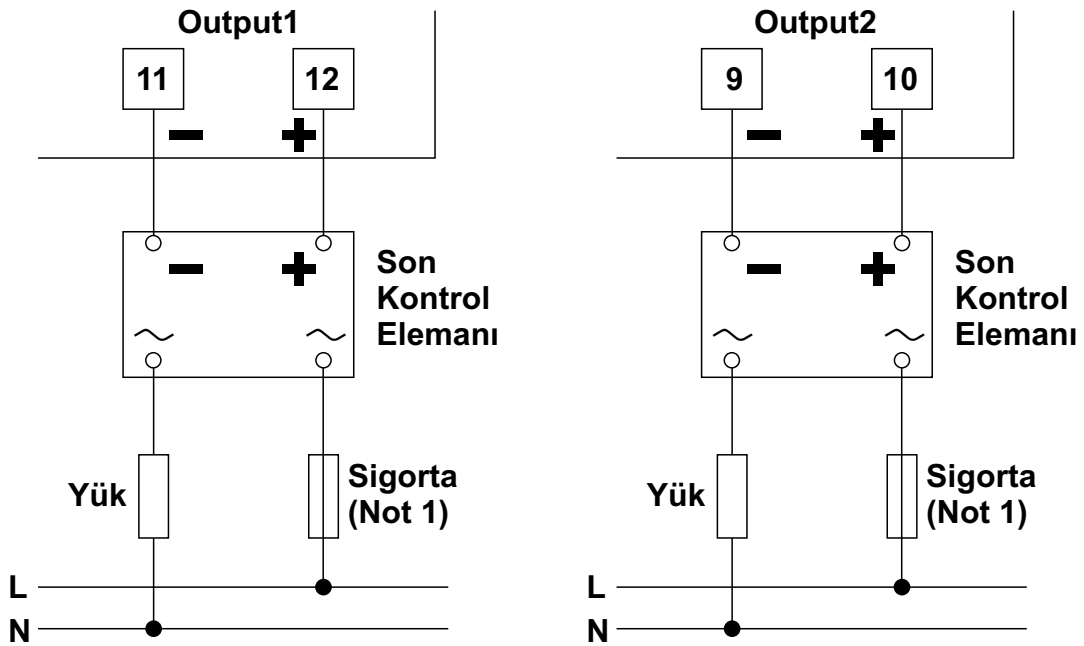 Output1
11
12
− +
− +
Son
Kontrol
Elemanı
~ ~
Yük
Sigorta
(Not 1)
L
N
Output2
9
10
− +
− +
Son
Kontrol
Elemanı
~ ~
Yük
Sigorta
(Not 1)
L
N